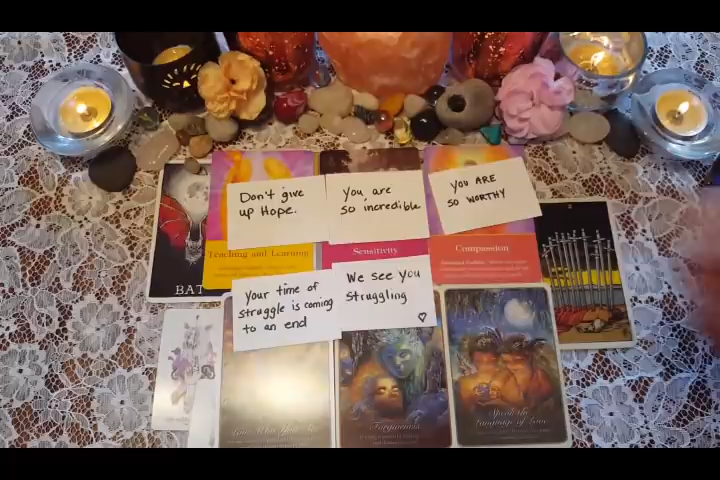 Don't give
up Hope.
You are
so incredible.
YOU ARE
SO WORTHY
Teaching and Learning
Sensitivity
Compassion
BAT
Your time of
struggle is coming
to an end
We see you
Struggling
Forgiveness
Speak the
Language of Love